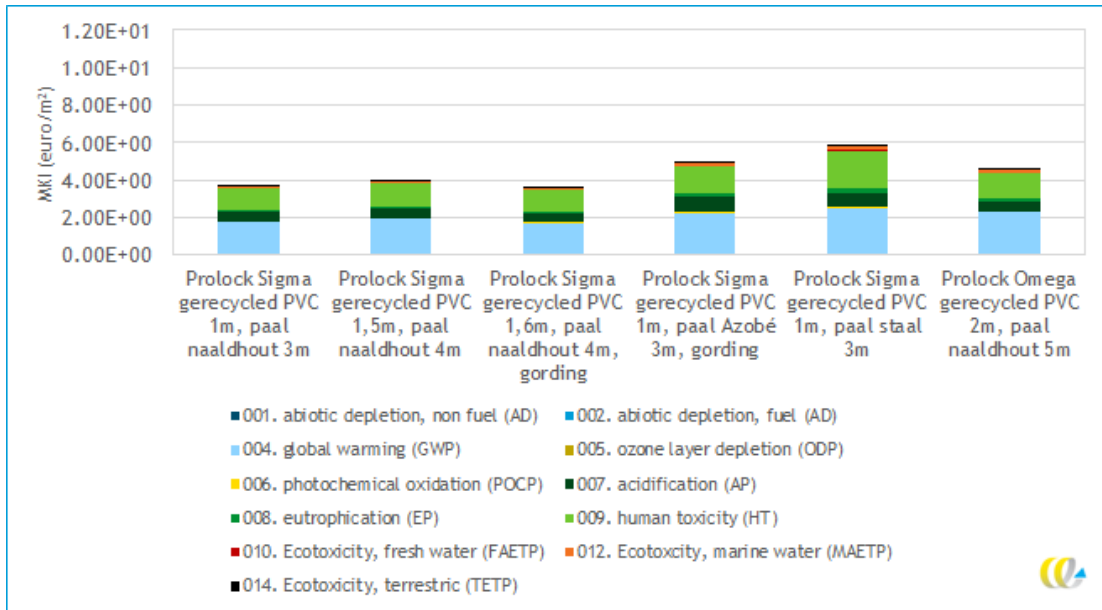 1.20E+01
1.00E+01
8.00E+00
6.00E+00
4.00E+00
2.00E+00
0.00E+00
MKI (euro/m²)
Prolock Sigma gerecycled PVC 1m, paal naaldhout 3m
Prolock Sigma gerecycled PVC 1,5m, paal naaldhout 4m
Prolock Sigma gerecycled PVC 1,6m, paal naaldhout 4m, gording
Prolock Sigma gerecycled PVC 1m, paal Azobé 3m, gording
Prolock Sigma gerecycled PVC 1m, paal staal 3m
Prolock Omega gerecycled PVC 2m, paal naaldhout 5m
001. abiotic depletion, non fuel (AD)
002. abiotic depletion, fuel (AD)
004. global warming (GWP)
005. ozone layer depletion (ODP)
006. photochemical oxidation (POCP)
007. acidification (AP)
008. eutrophication (EP)
009. human toxicity (HT)
010. Ecotoxicity, fresh water (FAETP)
012. Ecotoxcity, marine water (MAETP)
014. Ecotoxicity, terrestric (TETP)